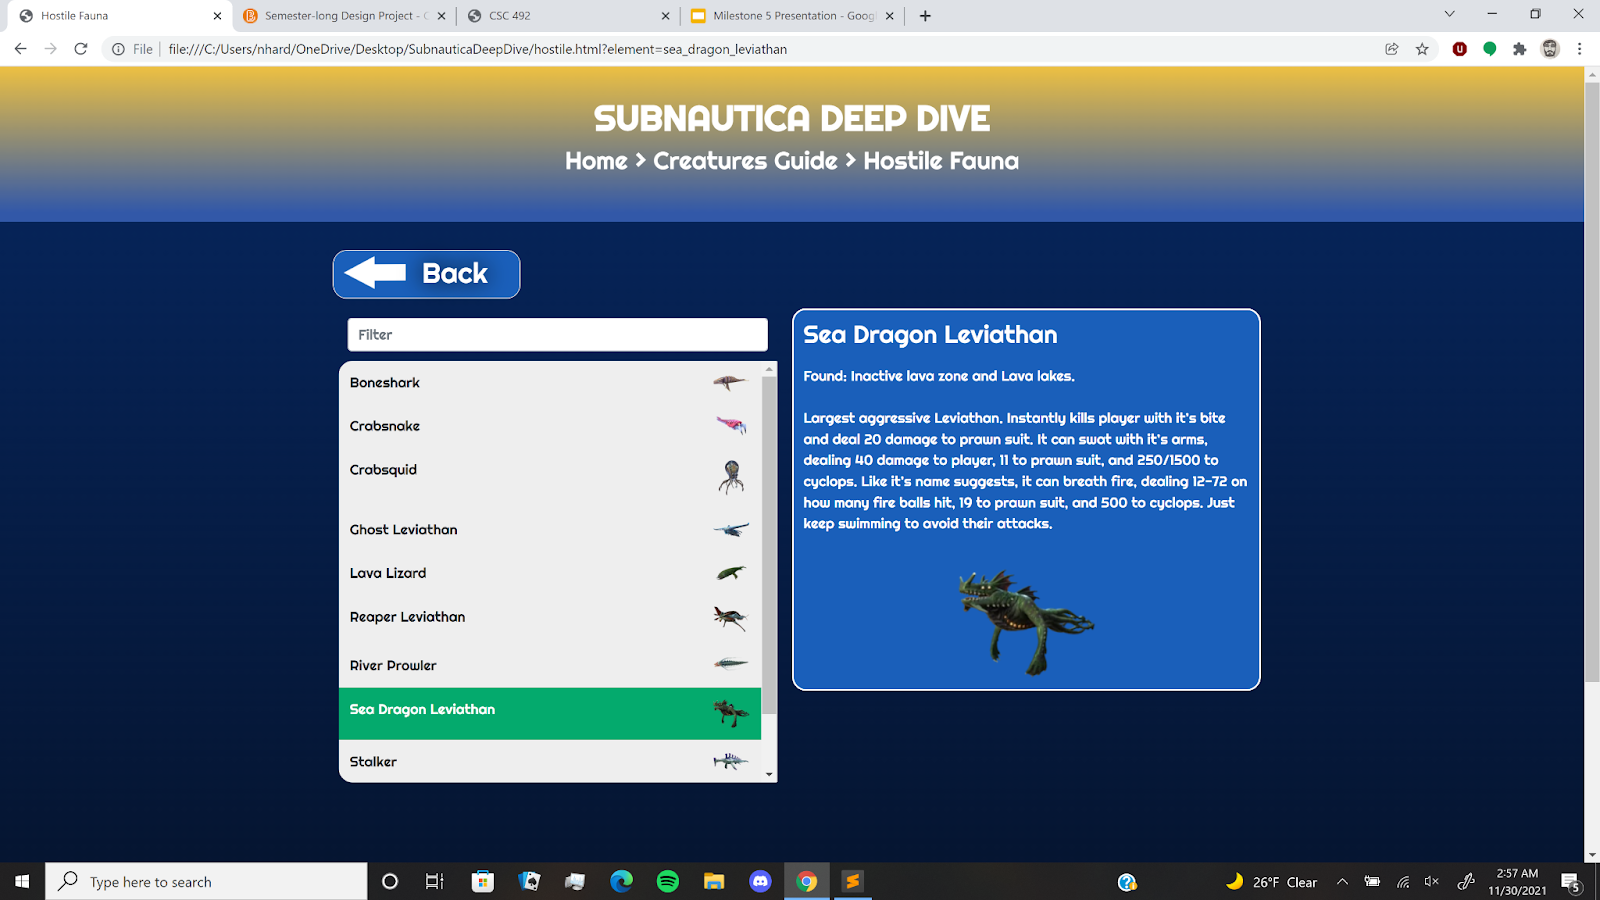 Hostile Fauna
Semester-long Design Project - C
CSC 492
Milestone 5 Presentation - Googl
File
file:///C:/Users/nhard/OneDrive/Desktop/SubnauticaDeepDive/hostile.html?element=sea_dragon_leviathan
SUBNAUTICA DEEP DIVE
Home > Creatures Guide > Hostile Fauna
Back
Filter
Boneshark
Crabsnake
Crabsquid
Ghost Leviathan
Lava Lizard
Reaper Leviathan
River Prowler
Sea Dragon Leviathan
Stalker
Sea Dragon Leviathan
Found: Inactive lava zone and Lava lakes.
Largest aggressive Leviathan. Instantly kills player with it's bite
and deal 20 damage to prawn suit. It can swat with it's arms,
dealing 40 damage to player, 11 to prawn suit, and 250/1500 to
cyclops. Like it's name suggests, it can breath fire, dealing 12-72 on
how many fire balls hit, 19 to prawn suit, and 500 to cyclops. Just
keep swimming to avoid their attacks.
Type here to search
26°F Clear
2:57 AM
11/30/2021
5